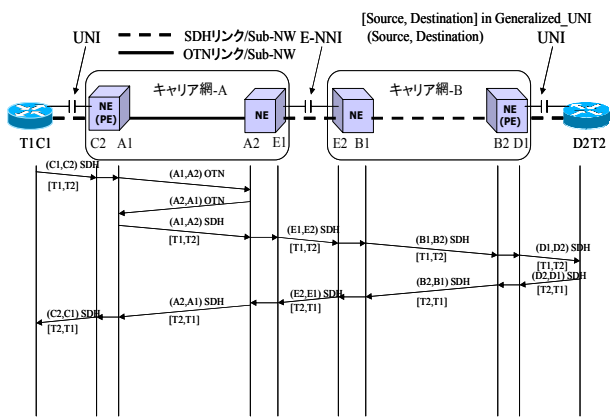 [Source, Destination] in Generalized_UNI
UNI
SDHリンク/Sub-NW
E-NNI
(Source, Destination)
UNI
OTNリンク/Sub-NW
キャリア網-A
キャリア網-B
NE
(PE)
NE
NE
NE
(PE)
T1C1
C2
A1
A2
E1
E2
B1
B2
D1
D2T2
(C1,C2) SDH
[T1,T2]
(A1,A2) OTN
(A2,A1) OTN
(A1,A2) SDH
[T1,T2]
(E1,E2) SDH
[T1,T2]
(B1,B2) SDH
[T1,T2]
(D1,D2) SDH
[T1,T2]
(D2,D1) SDH
[T2,T1]
(B2,B1) SDH
[T2,T1]
(E2,E1) SDH
[T2,T1]
(A2,A1) SDH
[T2,T1]
(C2,C1) SDH
[T2,T1]